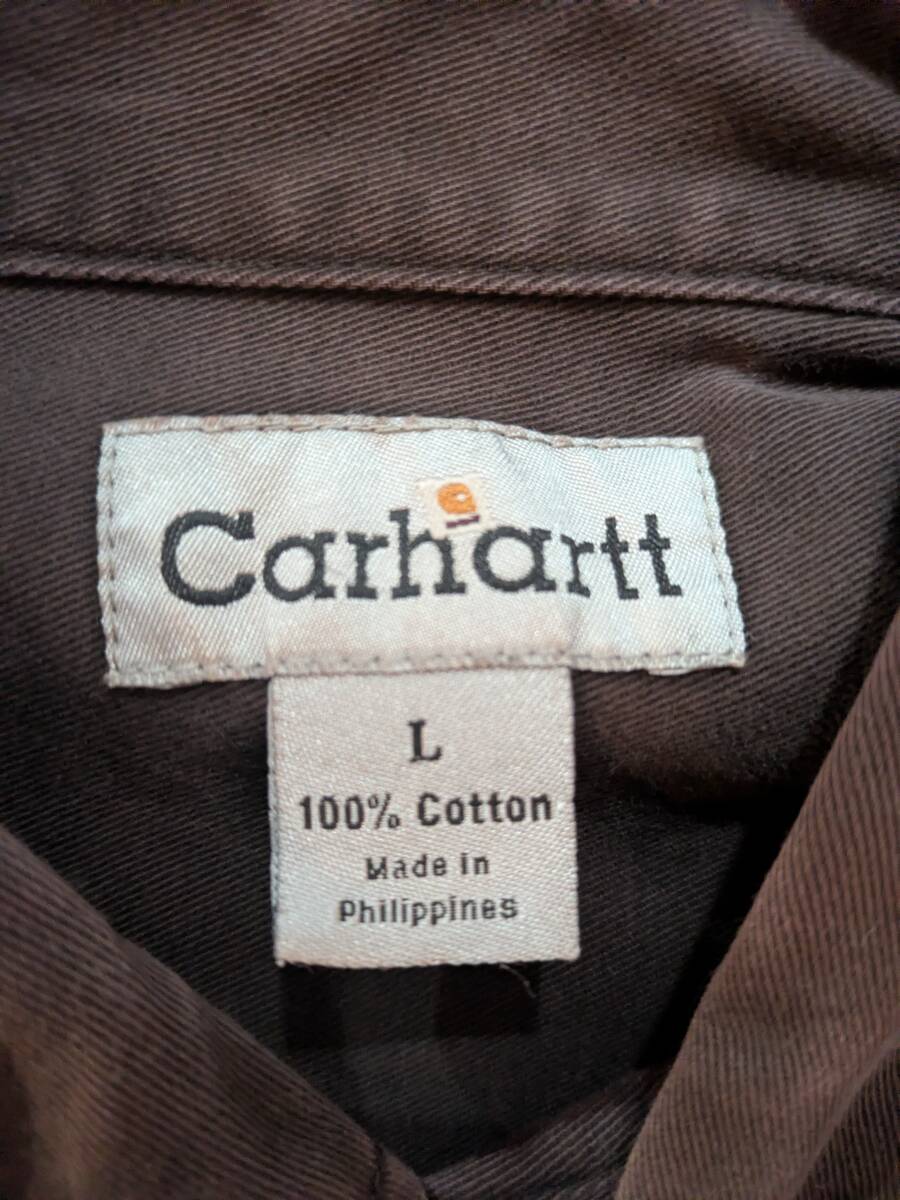 Carhartt
L
100% Cotton
Made in
Philippines